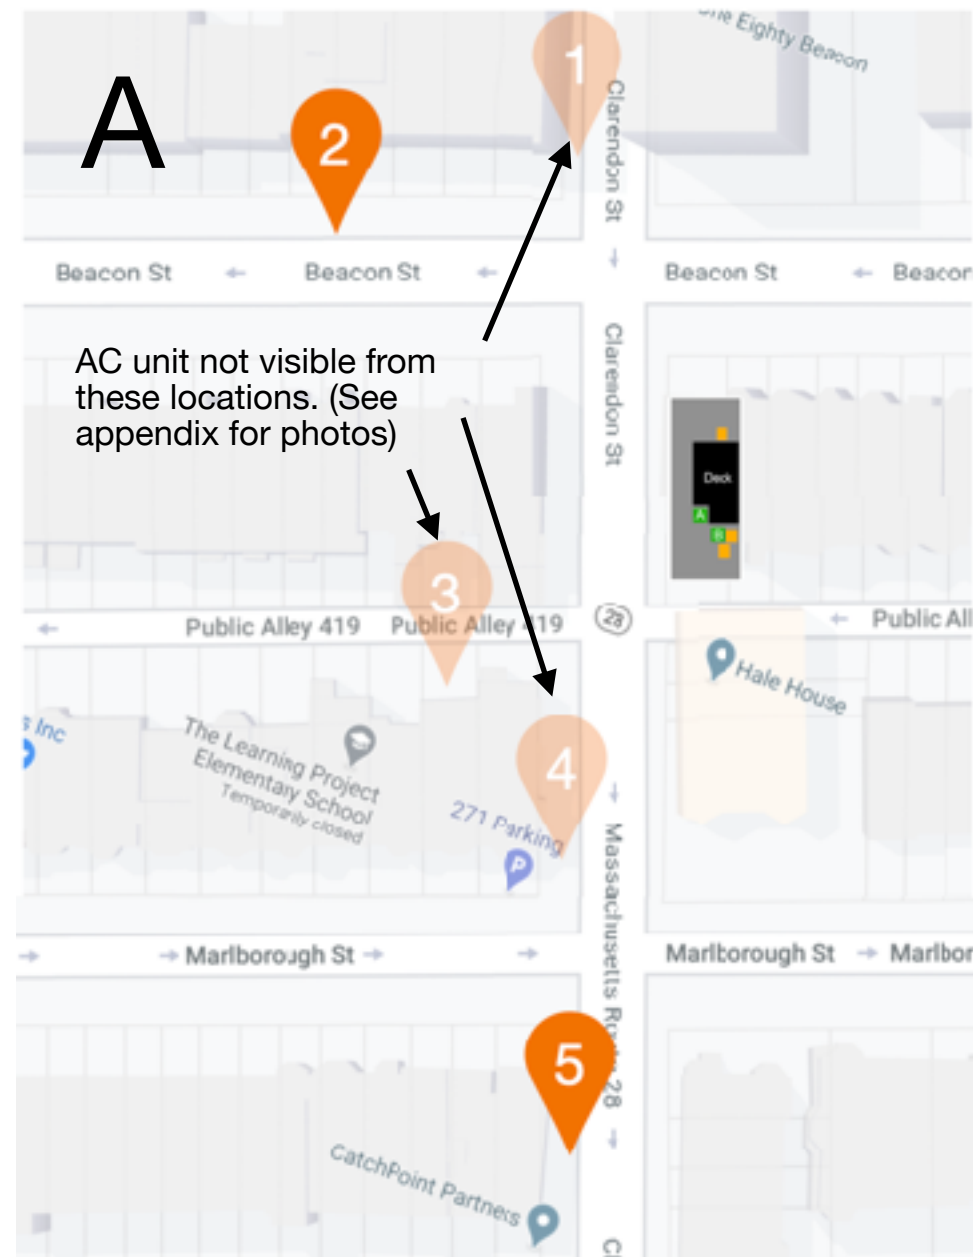 One Eighty Beacon
1
Clarendon St
A
2
Beacon St
Beacon St
Beacon St
Beacon
AC unit not visible from
these locations. (See
appendix for photos)
Clarendon St
Deck
A
B
3
Public Alley 419
Public Alley 419
28
Public All
Hale House
s Inc
The Learning Project
Elementary School
Temporarily closed
4
271 Parking
P
Massachusetts Route 28
Marlborough St
Marlborough St
Marlbor
5
CatchPoint Partners